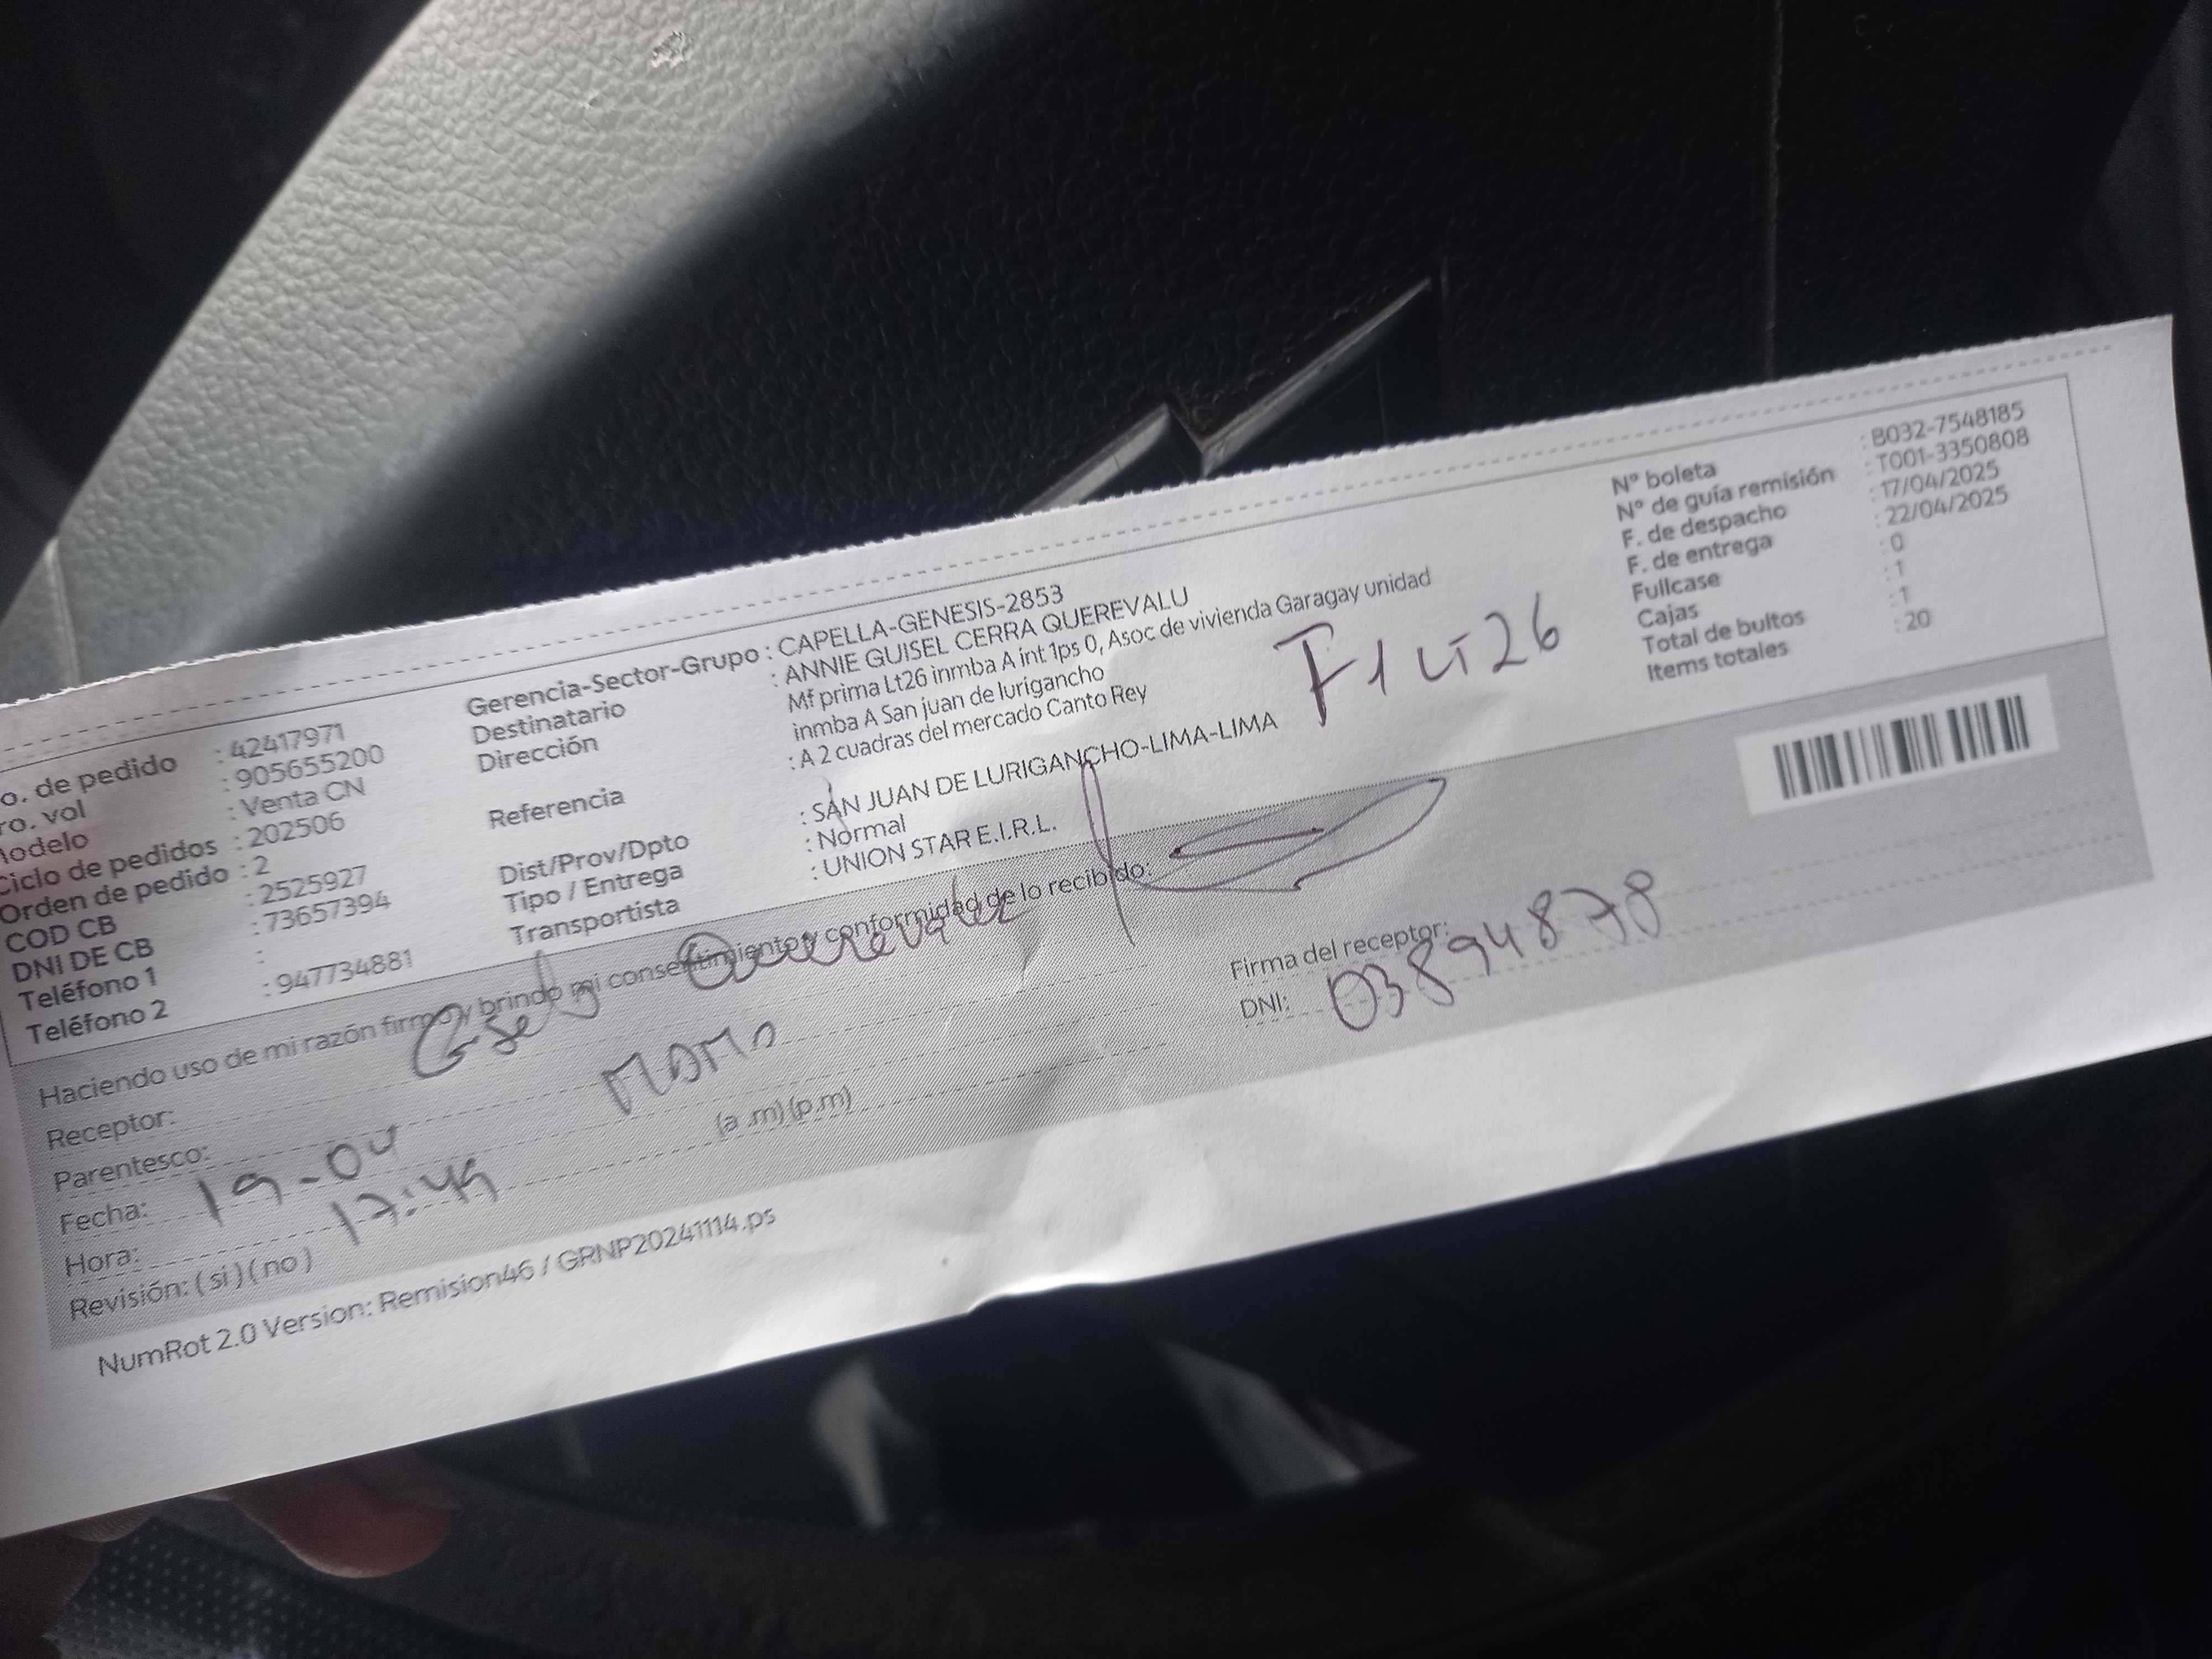 o. de pedido : 42417971
ro. vol : 905655200
Modelo : Venta CN
Ciclo de pedidos : 202506
Orden de pedido : 2
COD CB : 2525927
DNI DE CB : 73657394
Teléfono 1 :
Teléfono 2 : 947734881
Gerencia-Sector-Grupo : CAPELLA-GENESIS-2853
Destinatario : ANNIE GUISEL CERRA QUEREVALU
Dirección Mf prima Lt26 inmba A int 1ps 0, Asoc de vivienda Garagay unidad
inmba A San juan de lurigancho
Referencia : A 2 cuadras del mercado Canto Rey
Dist/Prov/Dpto : SAN JUAN DE LURIGANCHO-LIMA-LIMA
Tipo / Entrega : Normal
Transportista : UNION STAR E.I.R.L.
F1 LT 26
N° boleta : B032-7548185
N° de guía remisión : T001-3350808
F. de despacho : 17/04/2025
F. de entrega : 22/04/2025
Fullcase : 0
Cajas : 1
Total de bultos : 1
Items totales : 20
Haciendo uso de mi razón firmo y brindo mi consentimiento y conformidad de lo recibido:
Receptor: Querevalu
Parentesco: MAMA
Fecha: 19-04
Hora: 17:49 (a .m) (p.m)
Revisión: ( si ) ( no )
Firma del receptor:
DNI: 03894878
NumRot 2.0 Version: Remision46 / GRNP20241114.ps